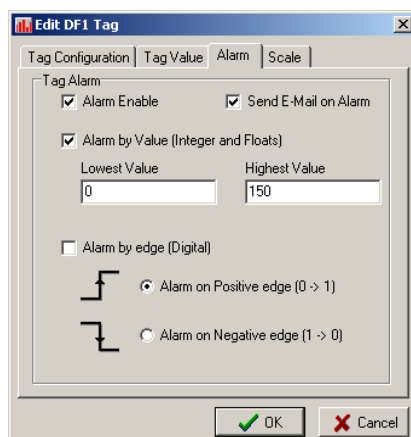 Edit DF1 Tag
Tag Configuration Tag Value Alarm Scale
Tag Alarm
Alarm Enable Send E-Mail on Alarm
Alarm by Value (Integer and Floats)
Lowest Value Highest Value
0 150
Alarm by edge (Digital)
Alarm on Positive edge (0 -> 1)
Alarm on Negative edge (1 -> 0)
OK Cancel